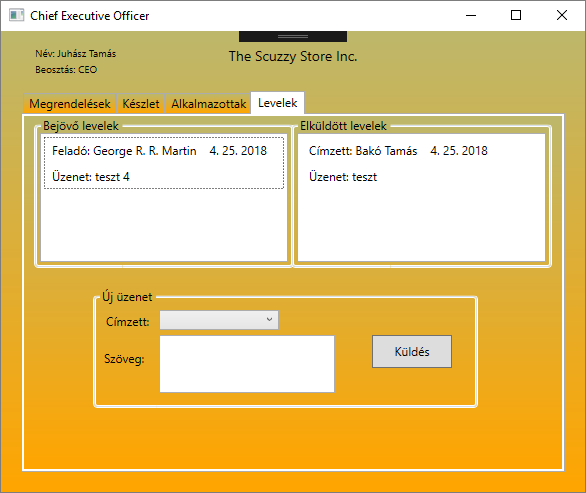 Chief Executive Officer
Név: Juhász Tamás
Beosztás: CEO
The Scuzzy Store Inc.
Megrendelések Készlet Alkalmazottak Levelek
Bejövő levelek
Feladó: George R. R. Martin 4. 25. 2018
Üzenet: teszt 4
Elküldött levelek
Címzett: Bakó Tamás 4. 25. 2018
Üzenet: teszt
Új üzenet
Címzett:
Szöveg:
Küldés